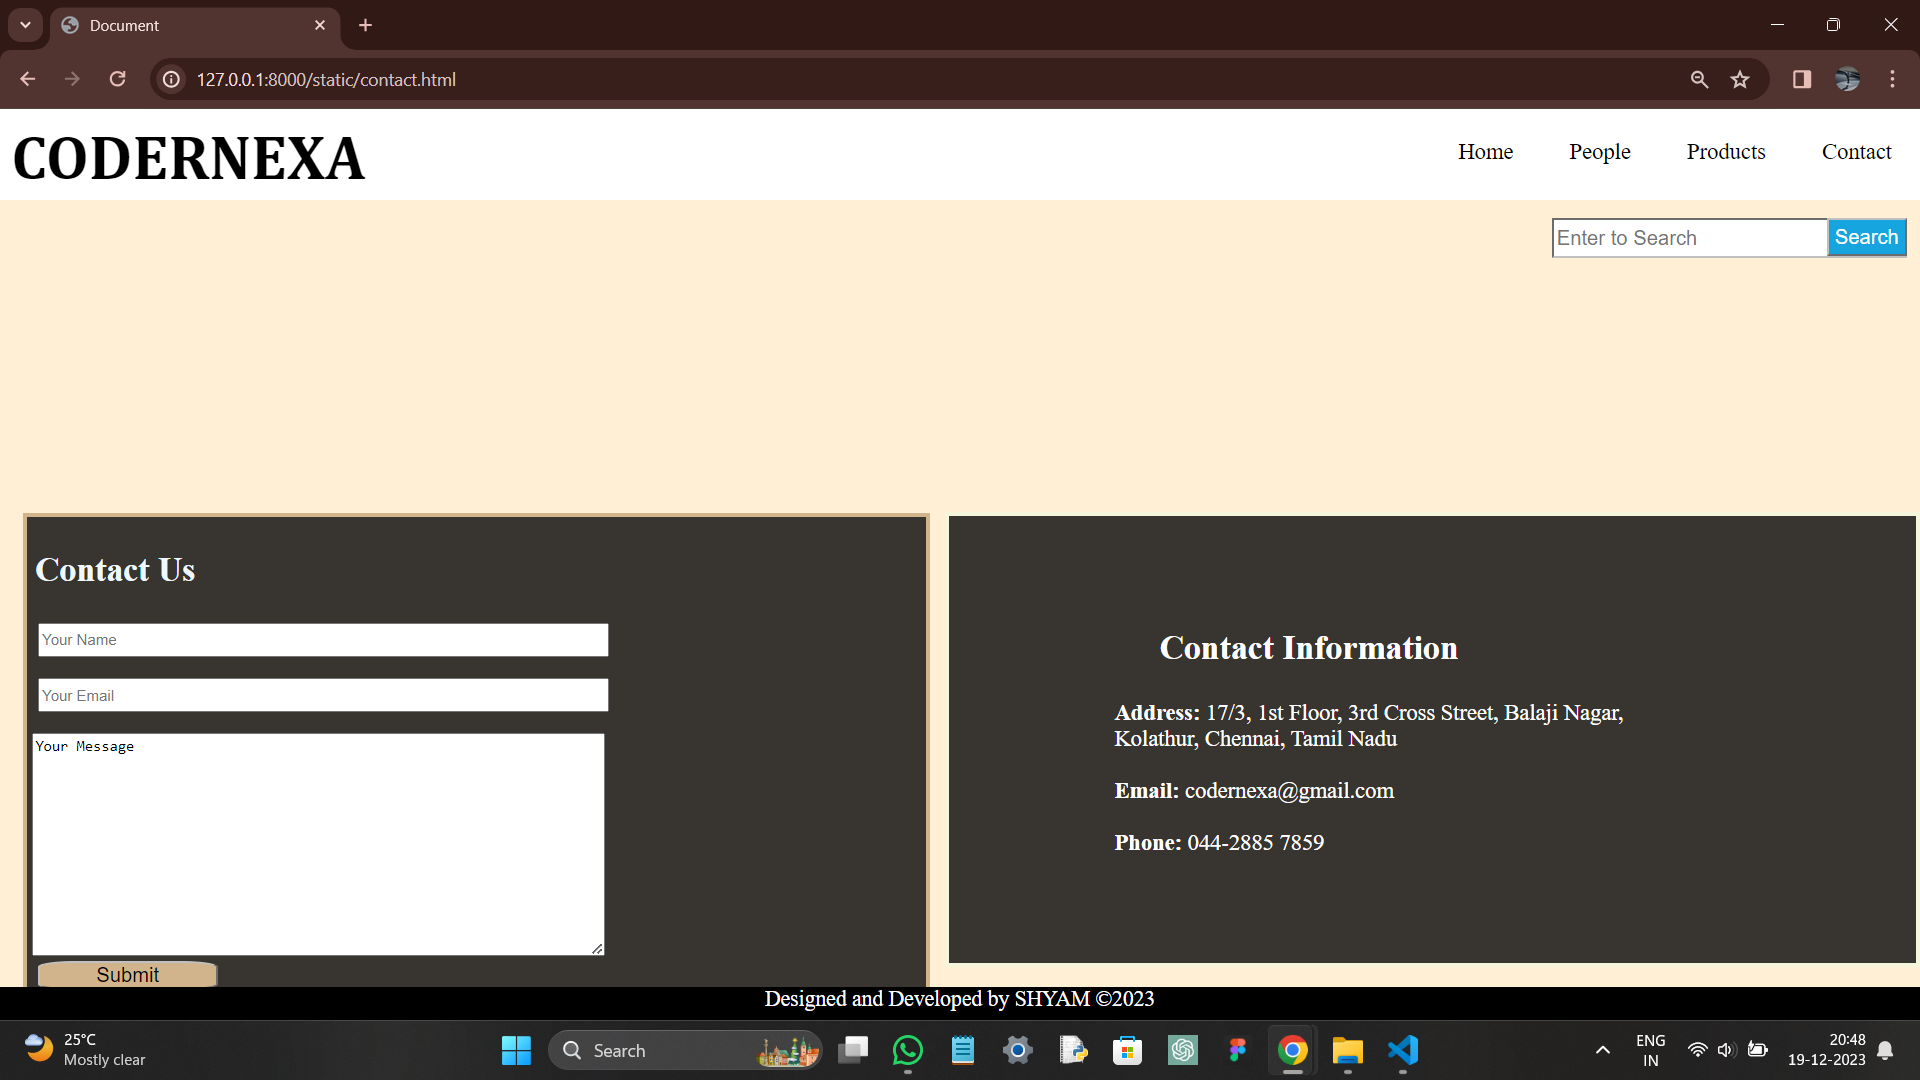 Document
127.0.0.1:8000/static/contact.html
CODERNEXA
Home People Products Contact
Enter to Search Search
Contact Us
Your Name
Your Email
Your Message
Submit
Contact Information
Address: 17/3, 1st Floor, 3rd Cross Street, Balaji Nagar,
Kolathur, Chennai, Tamil Nadu
Email: codernexa@gmail.com
Phone: 044-2885 7859
Designed and Developed by SHYAM ©2023
25°C
Mostly clear
Search
ENG
IN
20:48
19-12-2023